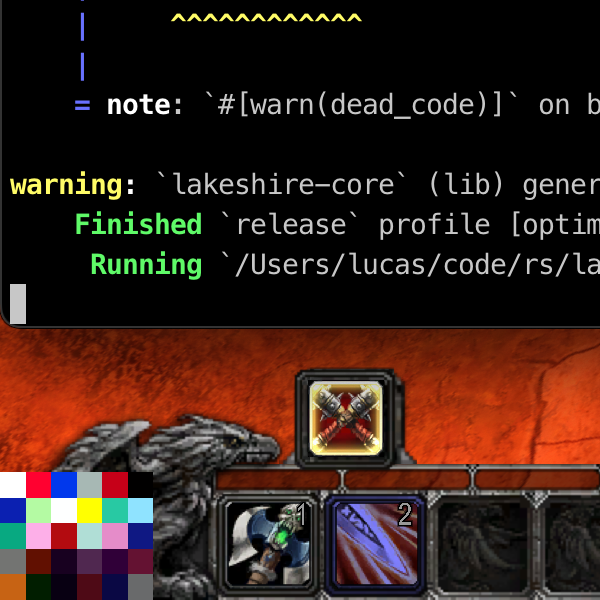 |     ^^^^^^^^^^^^
|
= note: `#[warn(dead_code)]` on b
warning: `lakeshire-core` (lib) gener
Finished `release` profile [optim
Running `/Users/lucas/code/rs/la
1 2